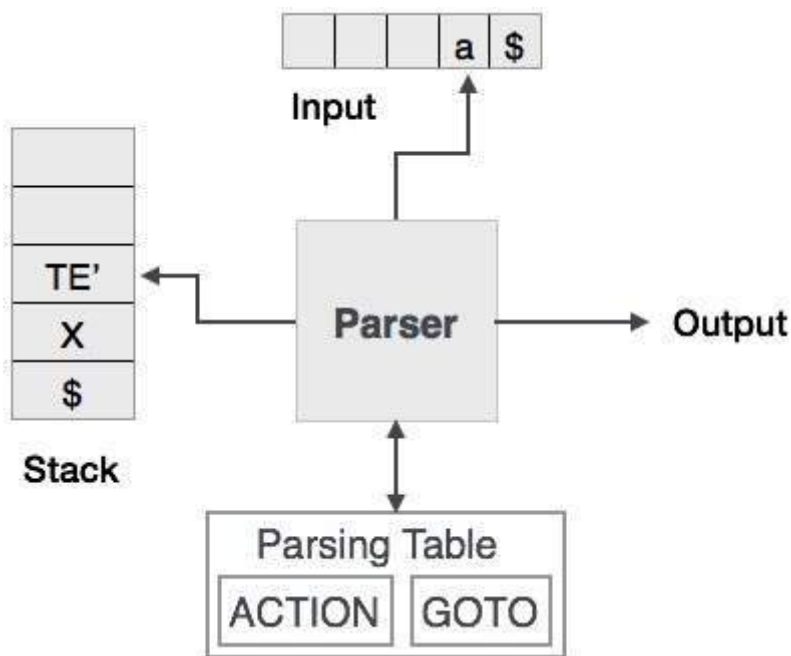 a $
Input
TE’
X
$
Stack
Parser
Output
Parsing Table
ACTION GOTO